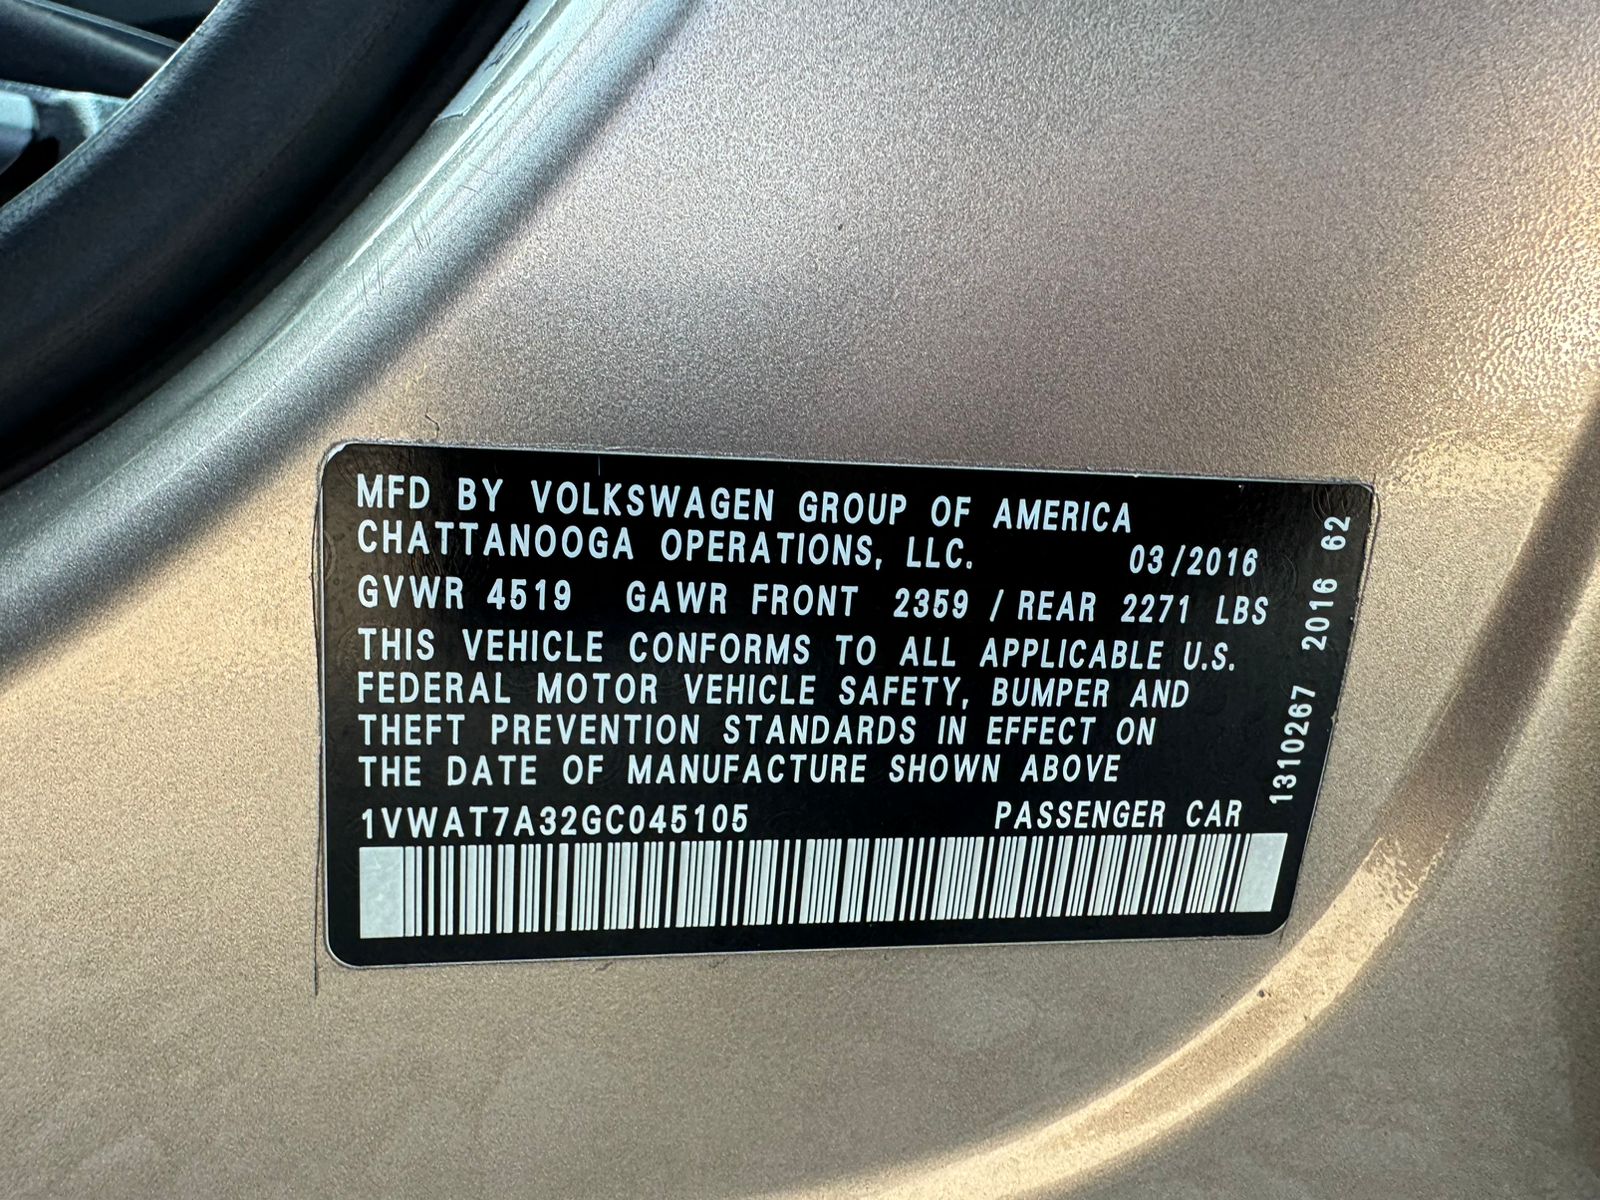 MFD BY VOLKSWAGEN GROUP OF AMERICA
CHATTANOOGA OPERATIONS, LLC. 03/2016
GVWR 4519 GAWR FRONT 2359 / REAR 2271 LBS
THIS VEHICLE CONFORMS TO ALL APPLICABLE U.S.
FEDERAL MOTOR VEHICLE SAFETY, BUMPER AND
THEFT PREVENTION STANDARDS IN EFFECT ON
THE DATE OF MANUFACTURE SHOWN ABOVE
1VWAT7A32GC045105 PASSENGER CAR
1310267 2016 62